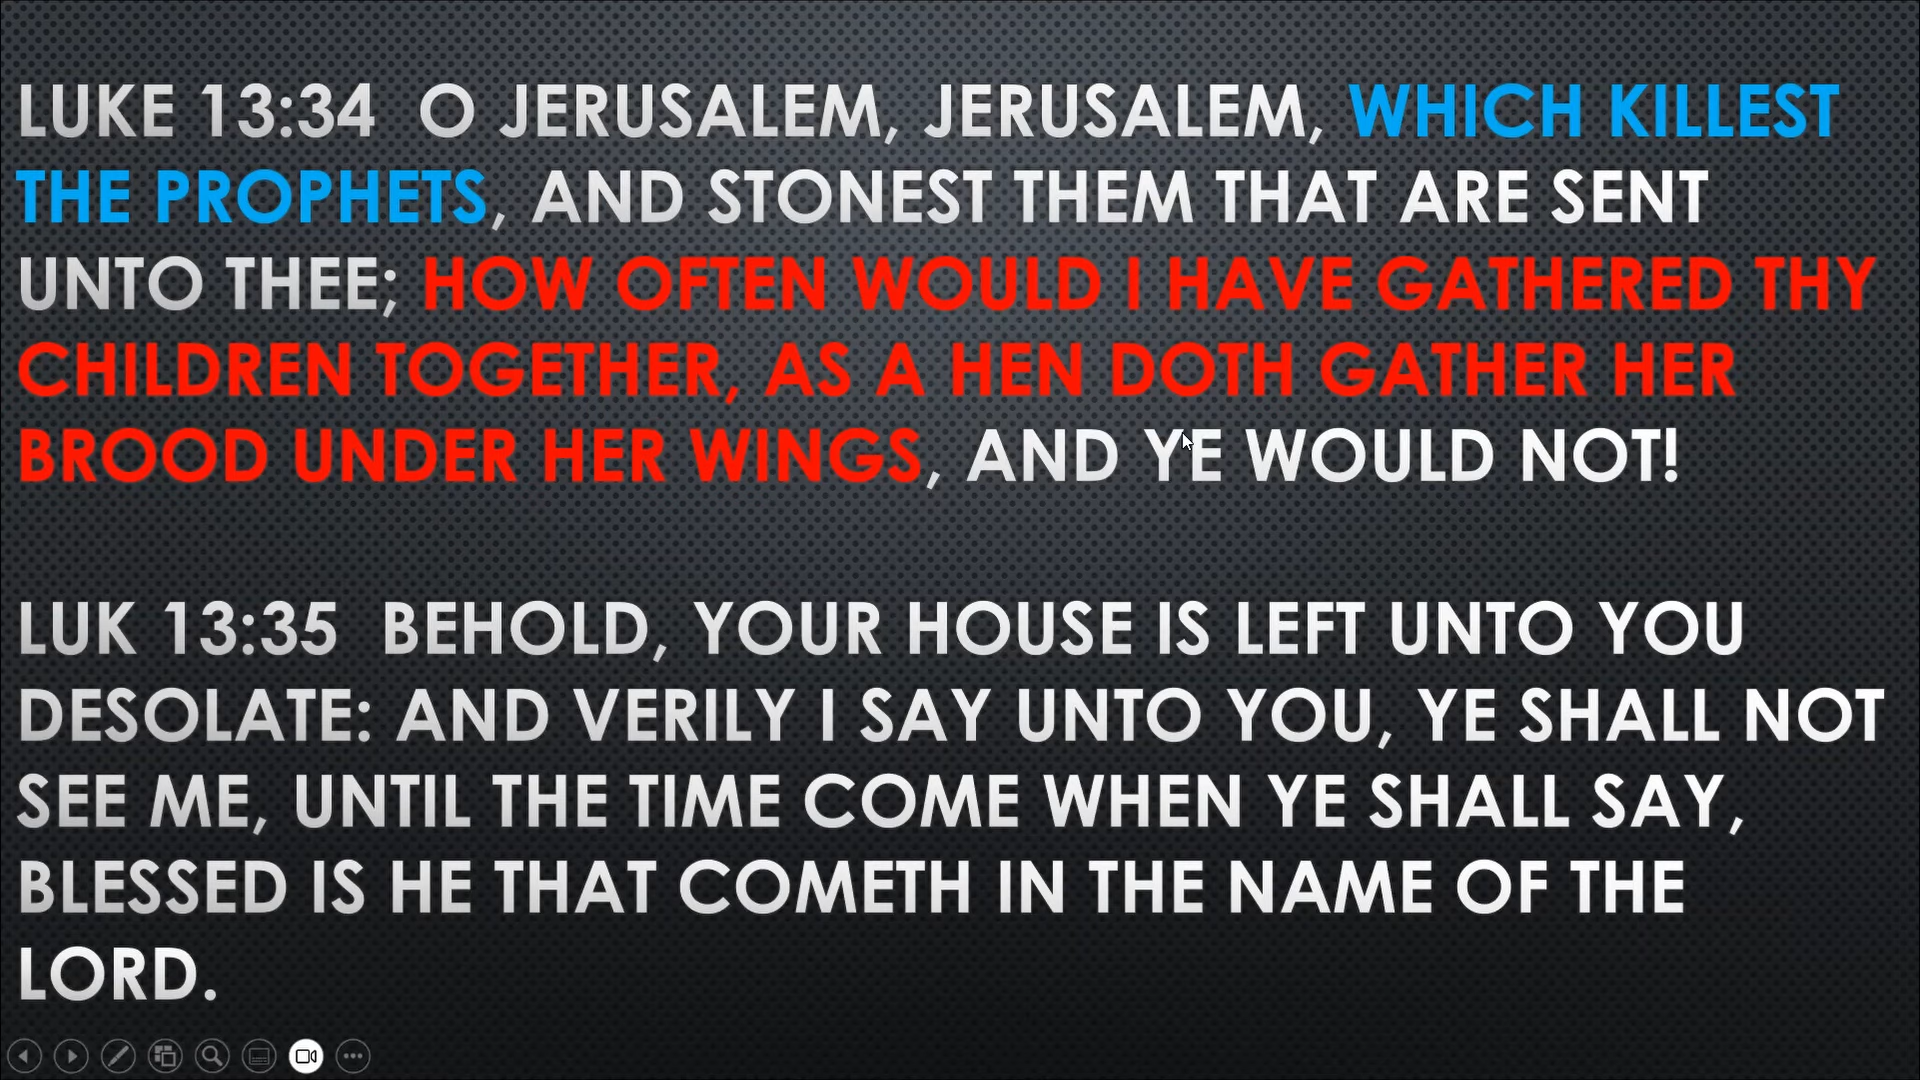 LUKE 13:34  O JERUSALEM, JERUSALEM, WHICH KILLEST
THE PROPHETS, AND STONEST THEM THAT ARE SENT
UNTO THEE; HOW OFTEN WOULD I HAVE GATHERED THY
CHILDREN TOGETHER, AS A HEN DOTH GATHER HER
BROOD UNDER HER WINGS, AND YE WOULD NOT!
LUK 13:35  BEHOLD, YOUR HOUSE IS LEFT UNTO YOU
DESOLATE: AND VERILY I SAY UNTO YOU, YE SHALL NOT
SEE ME, UNTIL THE TIME COME WHEN YE SHALL SAY,
BLESSED IS HE THAT COMETH IN THE NAME OF THE
LORD.